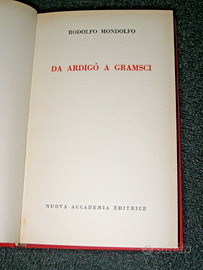 RODOLFO MONDOLFO
DA ARDIGÒ A GRAMSCI
NUOVA ACCADEMIA EDITRICE